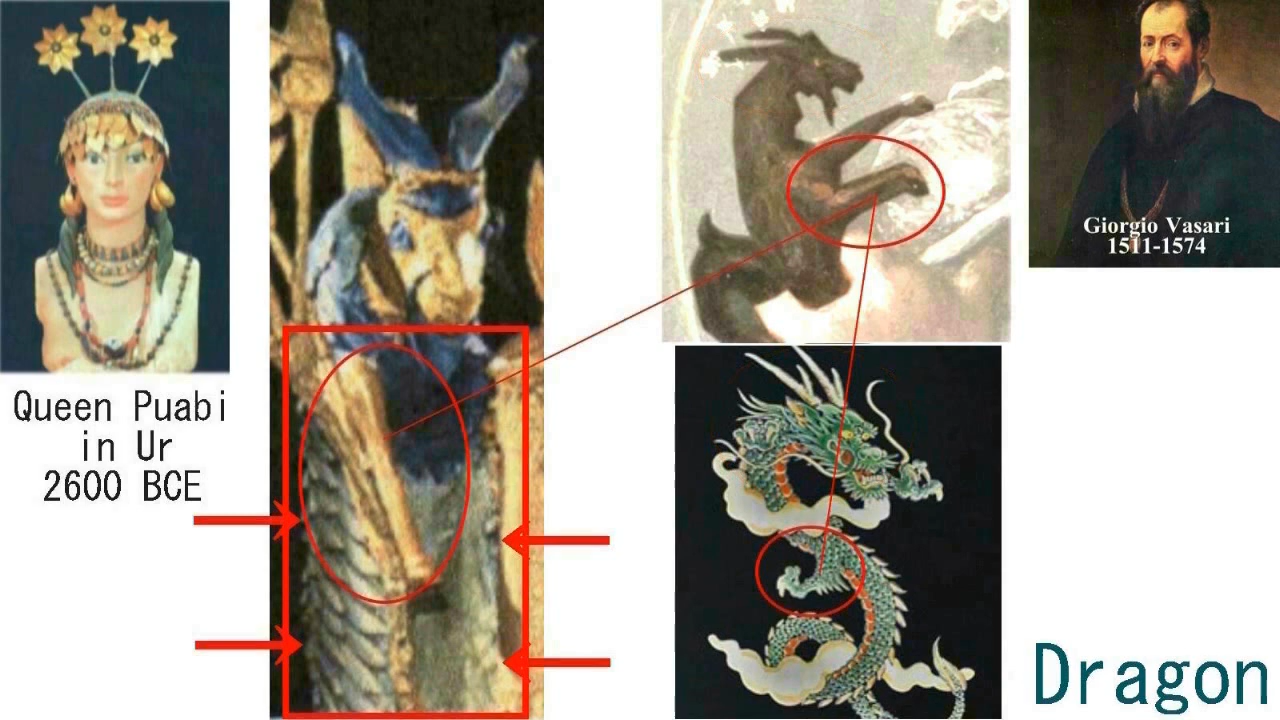 Queen Puabi
in Ur
2600 BCE
Giorgio Vasari
1511-1574
Dragon